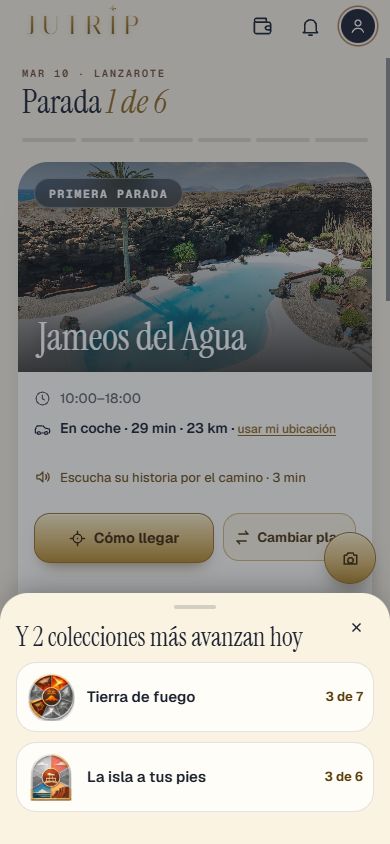 JUTRIP
MAR 10 · LANZAROTE
Parada 1 de 6
PRIMERA PARADA
Jameos del Agua
10:00–18:00
En coche · 29 min · 23 km · usar mi ubicación
Escucha su historia por el camino · 3 min
Cómo llegar
Cambiar pla
Y 2 colecciones más avanzan hoy
Tierra de fuego
3 de 7
La isla a tus pies
3 de 6